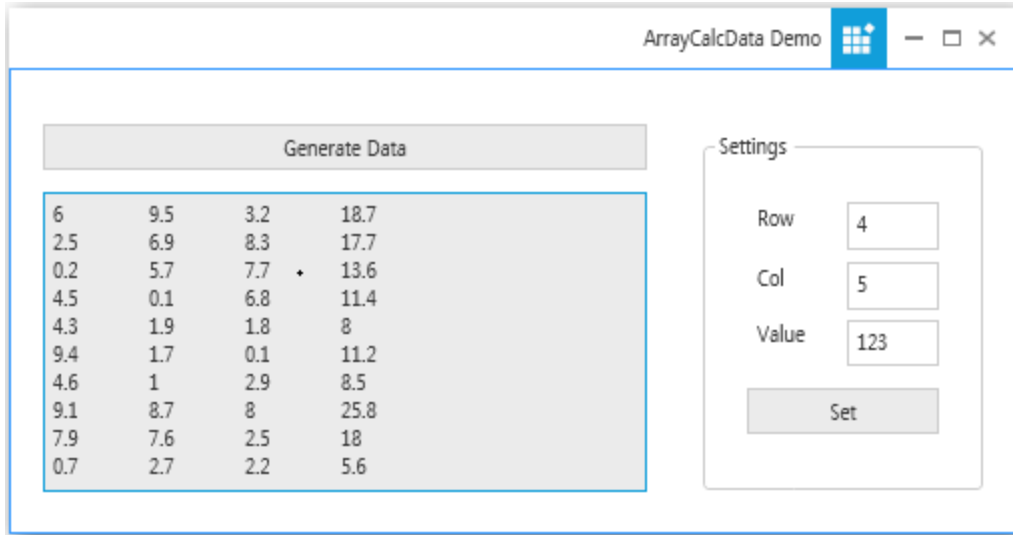 ArrayCalcData Demo
Generate Data
6 9.5 3.2 18.7
2.5 6.9 8.3 17.7
0.2 5.7 7.7 13.6
4.5 0.1 6.8 11.4
4.3 1.9 1.8 8
9.4 1.7 0.1 11.2
4.6 1 2.9 8.5
9.1 8.7 8 25.8
7.9 7.6 2.5 18
0.7 2.7 2.2 5.6
Settings
Row 4
Col 5
Value 123
Set